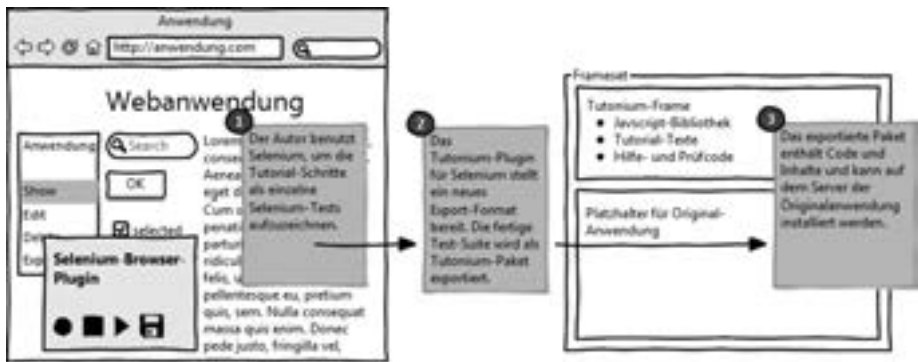 Anwendung
http://anwendung.com
Webanwendung
Anwendung
Show
Edit
Search
OK
selected
Selenium-Browser-
Plugin
Lorem
eget
Cum
felis,
pellentesque eu, pretium
quis, sem. Nulla consequat
massa quis enim. Donec
pede justo, fringilla vel,
1
Der Autor benutzt
Selenium, um die
Tutorial-Schritte
als einzelne
Selenium-Tests
aufzuzeichnen.
2
Das
Tutorium-Plugin
für Selenium stellt
ein neues
Export-Format
bereit. Die fertige
Test-Suite wird als
Tutonium-Paket
exportiert.
Frameset
Tutonium-Frame
Javscript-Bibliothek
Tutorial-Texte
Hilfe- und Prüfcode
Platzhalter für Original-
Anwendung
3
Das exportierte Paket
enthält Code und
Inhalte und kann auf
dem Server der
Originalanwendung
installiert werden.